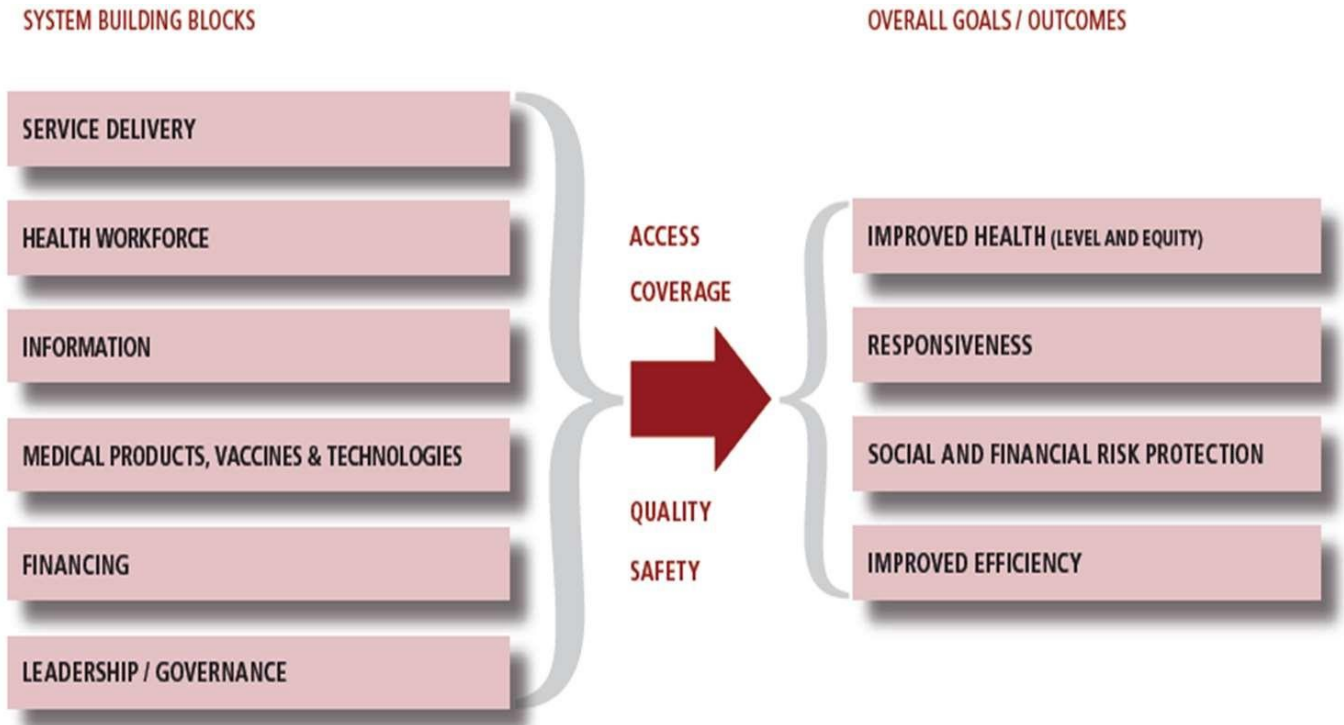 SYSTEM BUILDING BLOCKS
SERVICE DELIVERY
HEALTH WORKFORCE
INFORMATION
MEDICAL PRODUCTS, VACCINES & TECHNOLOGIES
FINANCING
LEADERSHIP / GOVERNANCE
ACCESS
COVERAGE
QUALITY
SAFETY
OVERALL GOALS / OUTCOMES
IMPROVED HEALTH (LEVEL AND EQUITY)
RESPONSIVENESS
SOCIAL AND FINANCIAL RISK PROTECTION
IMPROVED EFFICIENCY